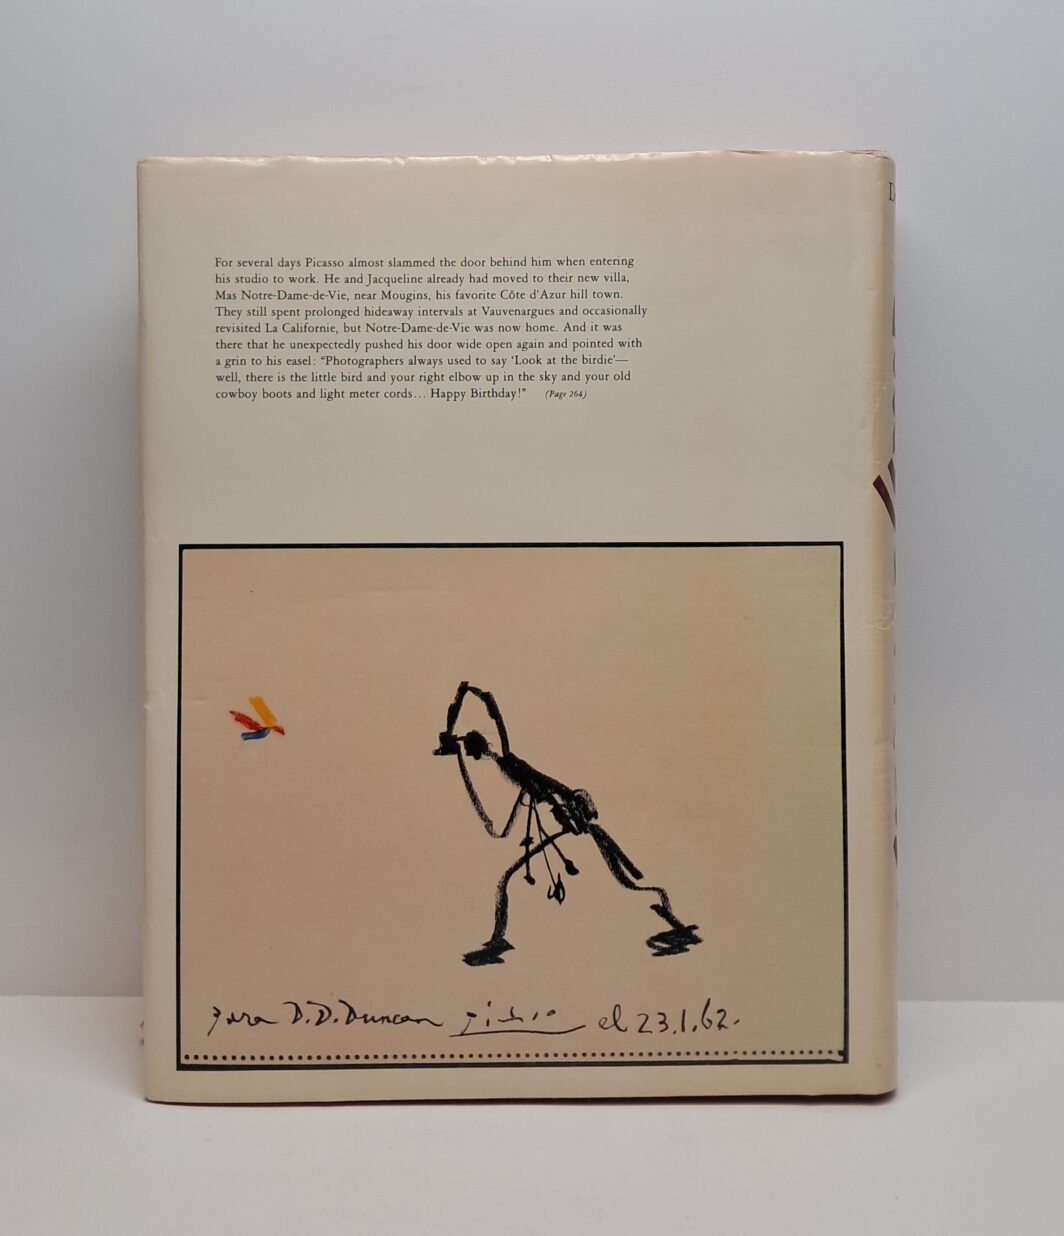 For several days Picasso almost slammed the door behind him when entering
his studio to work. He and Jacqueline already had moved to their new villa,
Mas Notre-Dame-de-Vie, near Mougins, his favorite Côte d'Azur hill town.
They still spent prolonged hideaway intervals at Vauvenargues and occasionally
revisited La Californie, but Notre-Dame-de-Vie was now home. And it was
there that he unexpectedly pushed his door wide open again and pointed with
a grin to his easel: "Photographers always used to say 'Look at the birdie'—
well, there is the little bird and your right elbow up in the sky and your old
cowboy boots and light meter cords... Happy Birthday!" (Page 264)
para D.D.Duncan Picasso el 23.1.62.